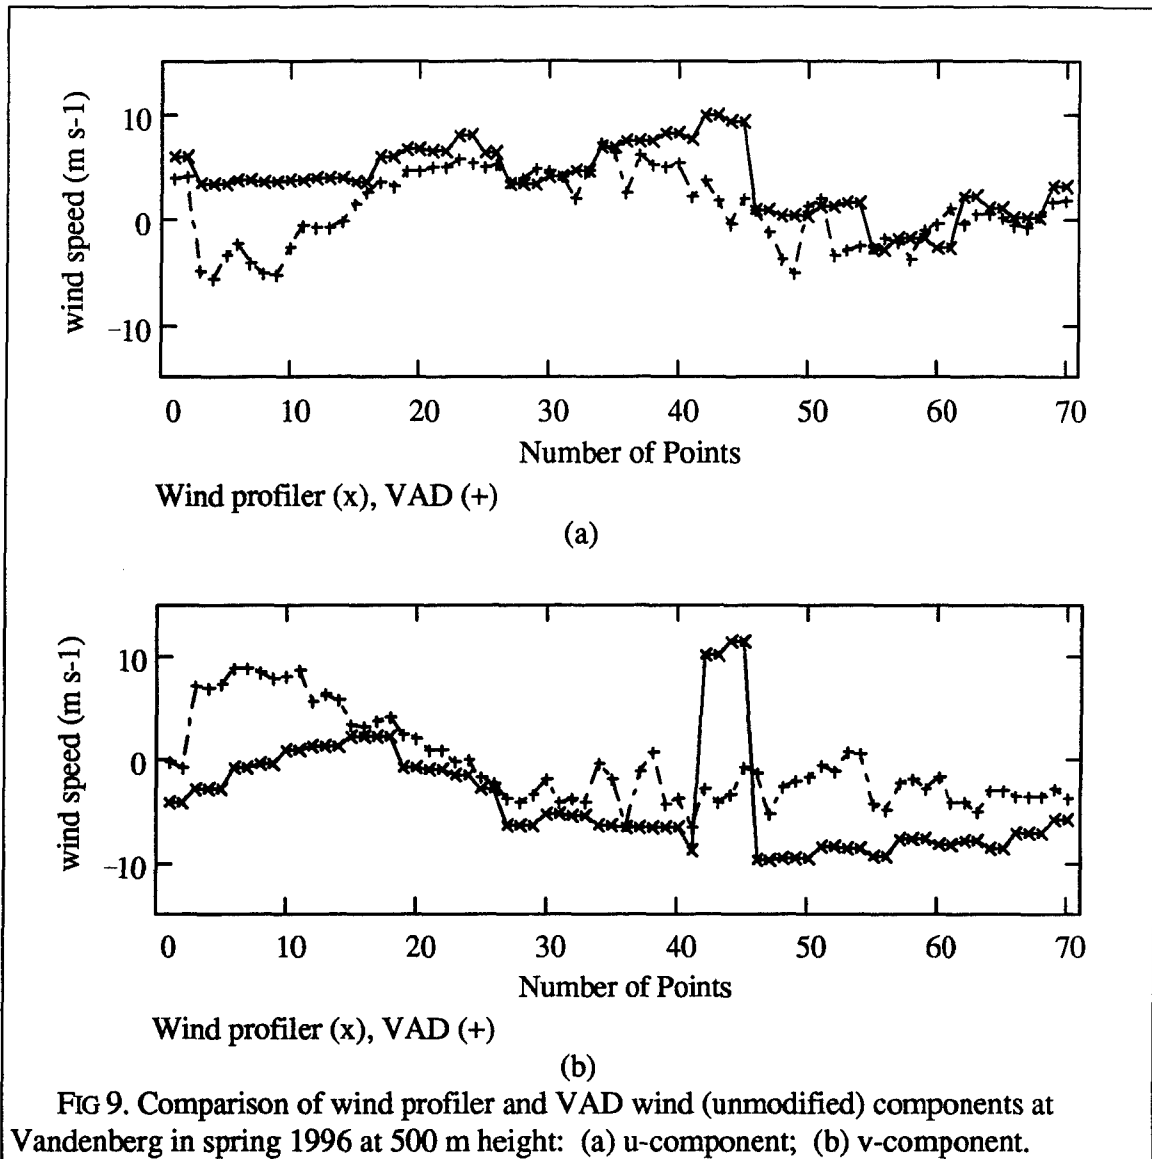 wind speed (m s-1)
10
0
−10
0 10 20 30 40 50 60 70
Number of Points
Wind profiler (x), VAD (+)
(a)
wind speed (m s-1)
10
0
−10
0 10 20 30 40 50 60 70
Number of Points
Wind profiler (x), VAD (+)
(b)
FIG 9. Comparison of wind profiler and VAD wind (unmodified) components at
Vandenberg in spring 1996 at 500 m height: (a) u-component; (b) v-component.